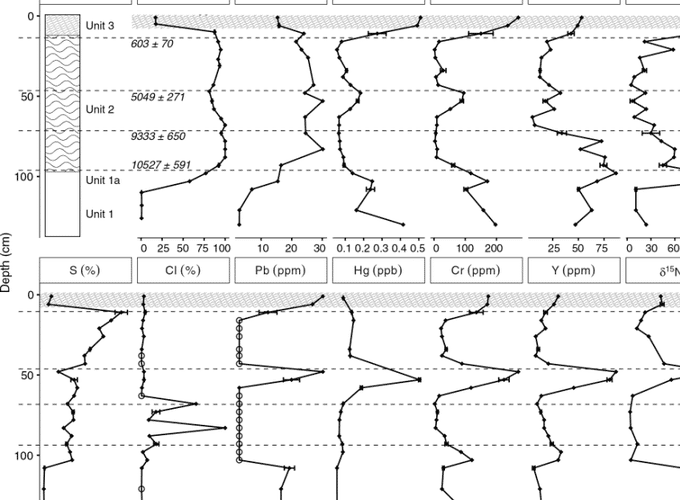 0
50
100
Unit 3
Unit 2
Unit 1a
Unit 1
603 ± 70
5049 ± 271
9333 ± 650
10527 ± 591
0 25 50 75 100
10 20 30
0.1 0.2 0.3 0.4 0.5
0 100 200
25 50 75
0 30 60
Depth (cm)
S (%) Cl (%) Pb (ppm) Hg (ppb) Cr (ppm) Y (ppm) δ¹⁵N
0
50
100